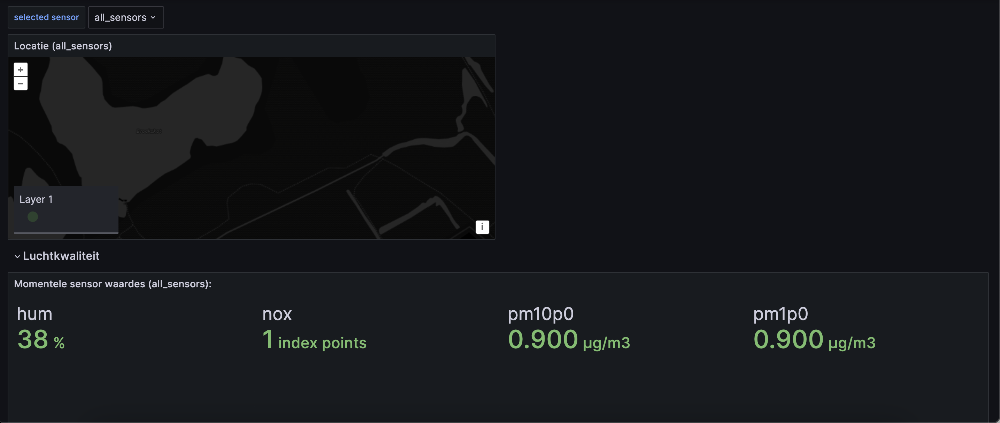 selected sensor
all_sensors
Locatie (all_sensors)
+
−
Layer 1
i
Luchtkwaliteit
Momentele sensor waardes (all_sensors):
hum
nox
pm10p0
pm1p0
38 %
1 index points
0.900 µg/m3
0.900 µg/m3